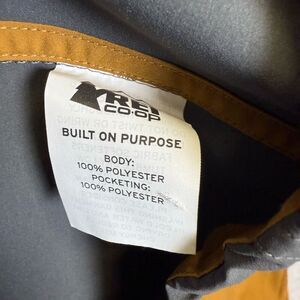 REI
CO·OP
BUILT ON PURPOSE
BODY:
100% POLYESTER
POCKETING:
100% POLYESTER